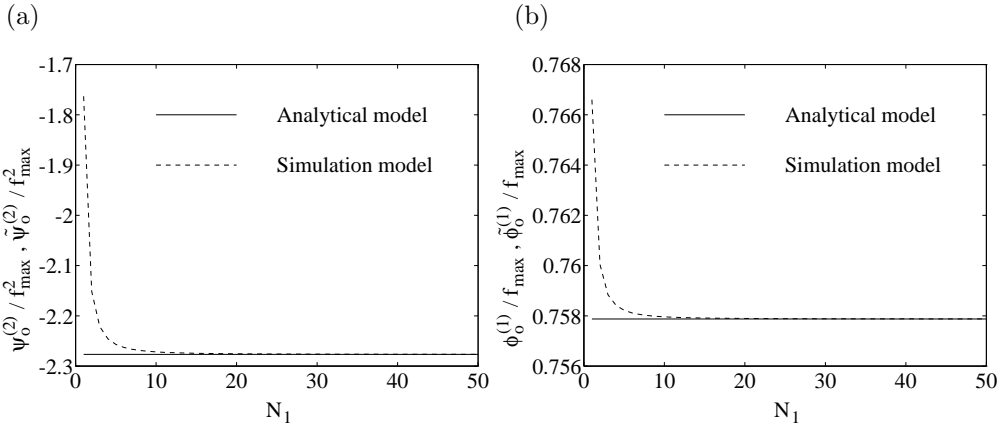 (a)
-1.7
-1.8
-1.9
-2
-2.1
-2.2
-2.3
0 10 20 30 40 50
N₁
ψₒ⁽²⁾ / f²ₘₐₓ , ψ̃ₒ⁽²⁾ / f²ₘₐₓ
Analytical model
Simulation model
(b)
0.768
0.766
0.764
0.762
0.76
0.758
0.756
0 10 20 30 40 50
N₁
ϕₒ⁽¹⁾ / fₘₐₓ , ϕ̃ₒ⁽¹⁾ / fₘₐₓ
Analytical model
Simulation model